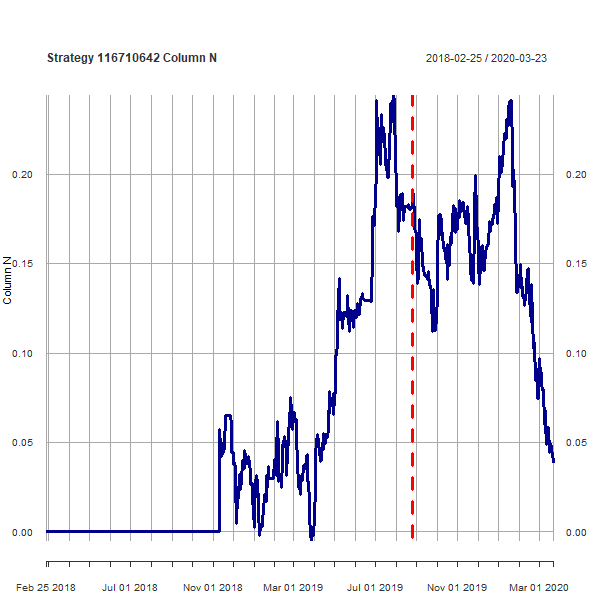 Strategy 116710642 Column N
2018-02-25 / 2020-03-23
Column N
0.20
0.15
0.10
0.05
0.00
0.20
0.15
0.10
0.05
0.00
Feb 25 2018
Jul 01 2018
Nov 01 2018
Mar 01 2019
Jul 01 2019
Nov 01 2019
Mar 01 2020